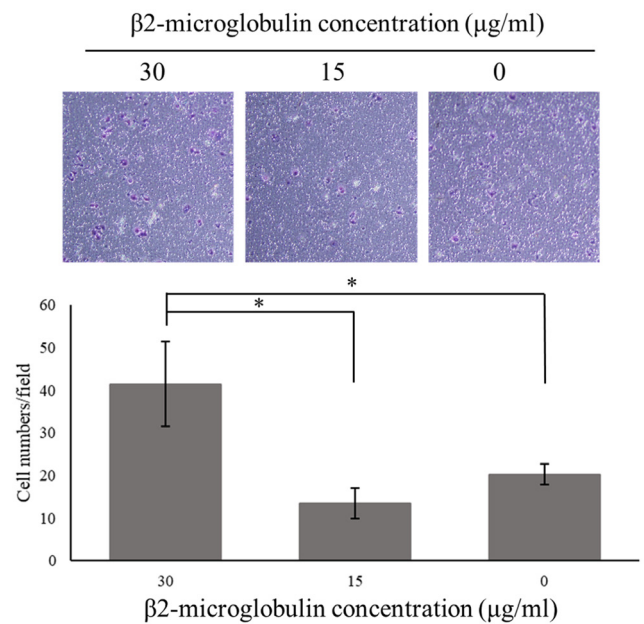 β2-microglobulin concentration (μg/ml)
30 15 0
*
*
60
50
40
30
20
10
0
Cell numbers/field
30 15 0
β2-microglobulin concentration (μg/ml)